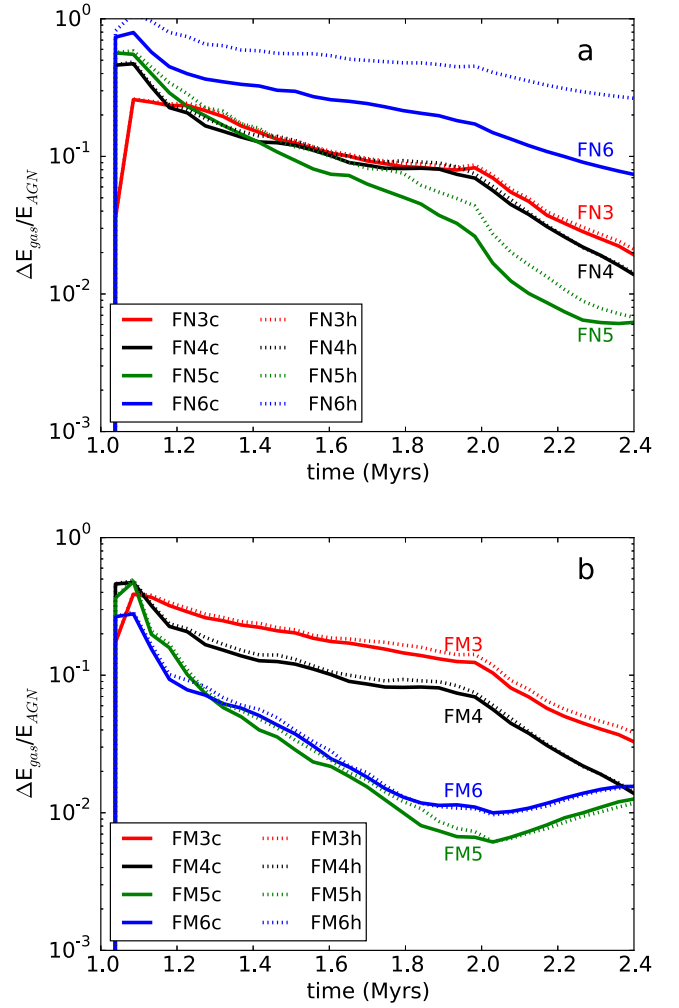 a
10⁰
10⁻¹
10⁻²
10⁻³
ΔE_gas/E_AGN
FN6
FN3
FN4
FN5
FN3c FN3h
FN4c FN4h
FN5c FN5h
FN6c FN6h
1.0 1.2 1.4 1.6 1.8 2.0 2.2 2.4
time (Myrs)
b
10⁰
10⁻¹
10⁻²
10⁻³
ΔE_gas/E_AGN
FM3
FM4
FM6
FM5
FM3c FM3h
FM4c FM4h
FM5c FM5h
FM6c FM6h
1.0 1.2 1.4 1.6 1.8 2.0 2.2 2.4
time (Myrs)